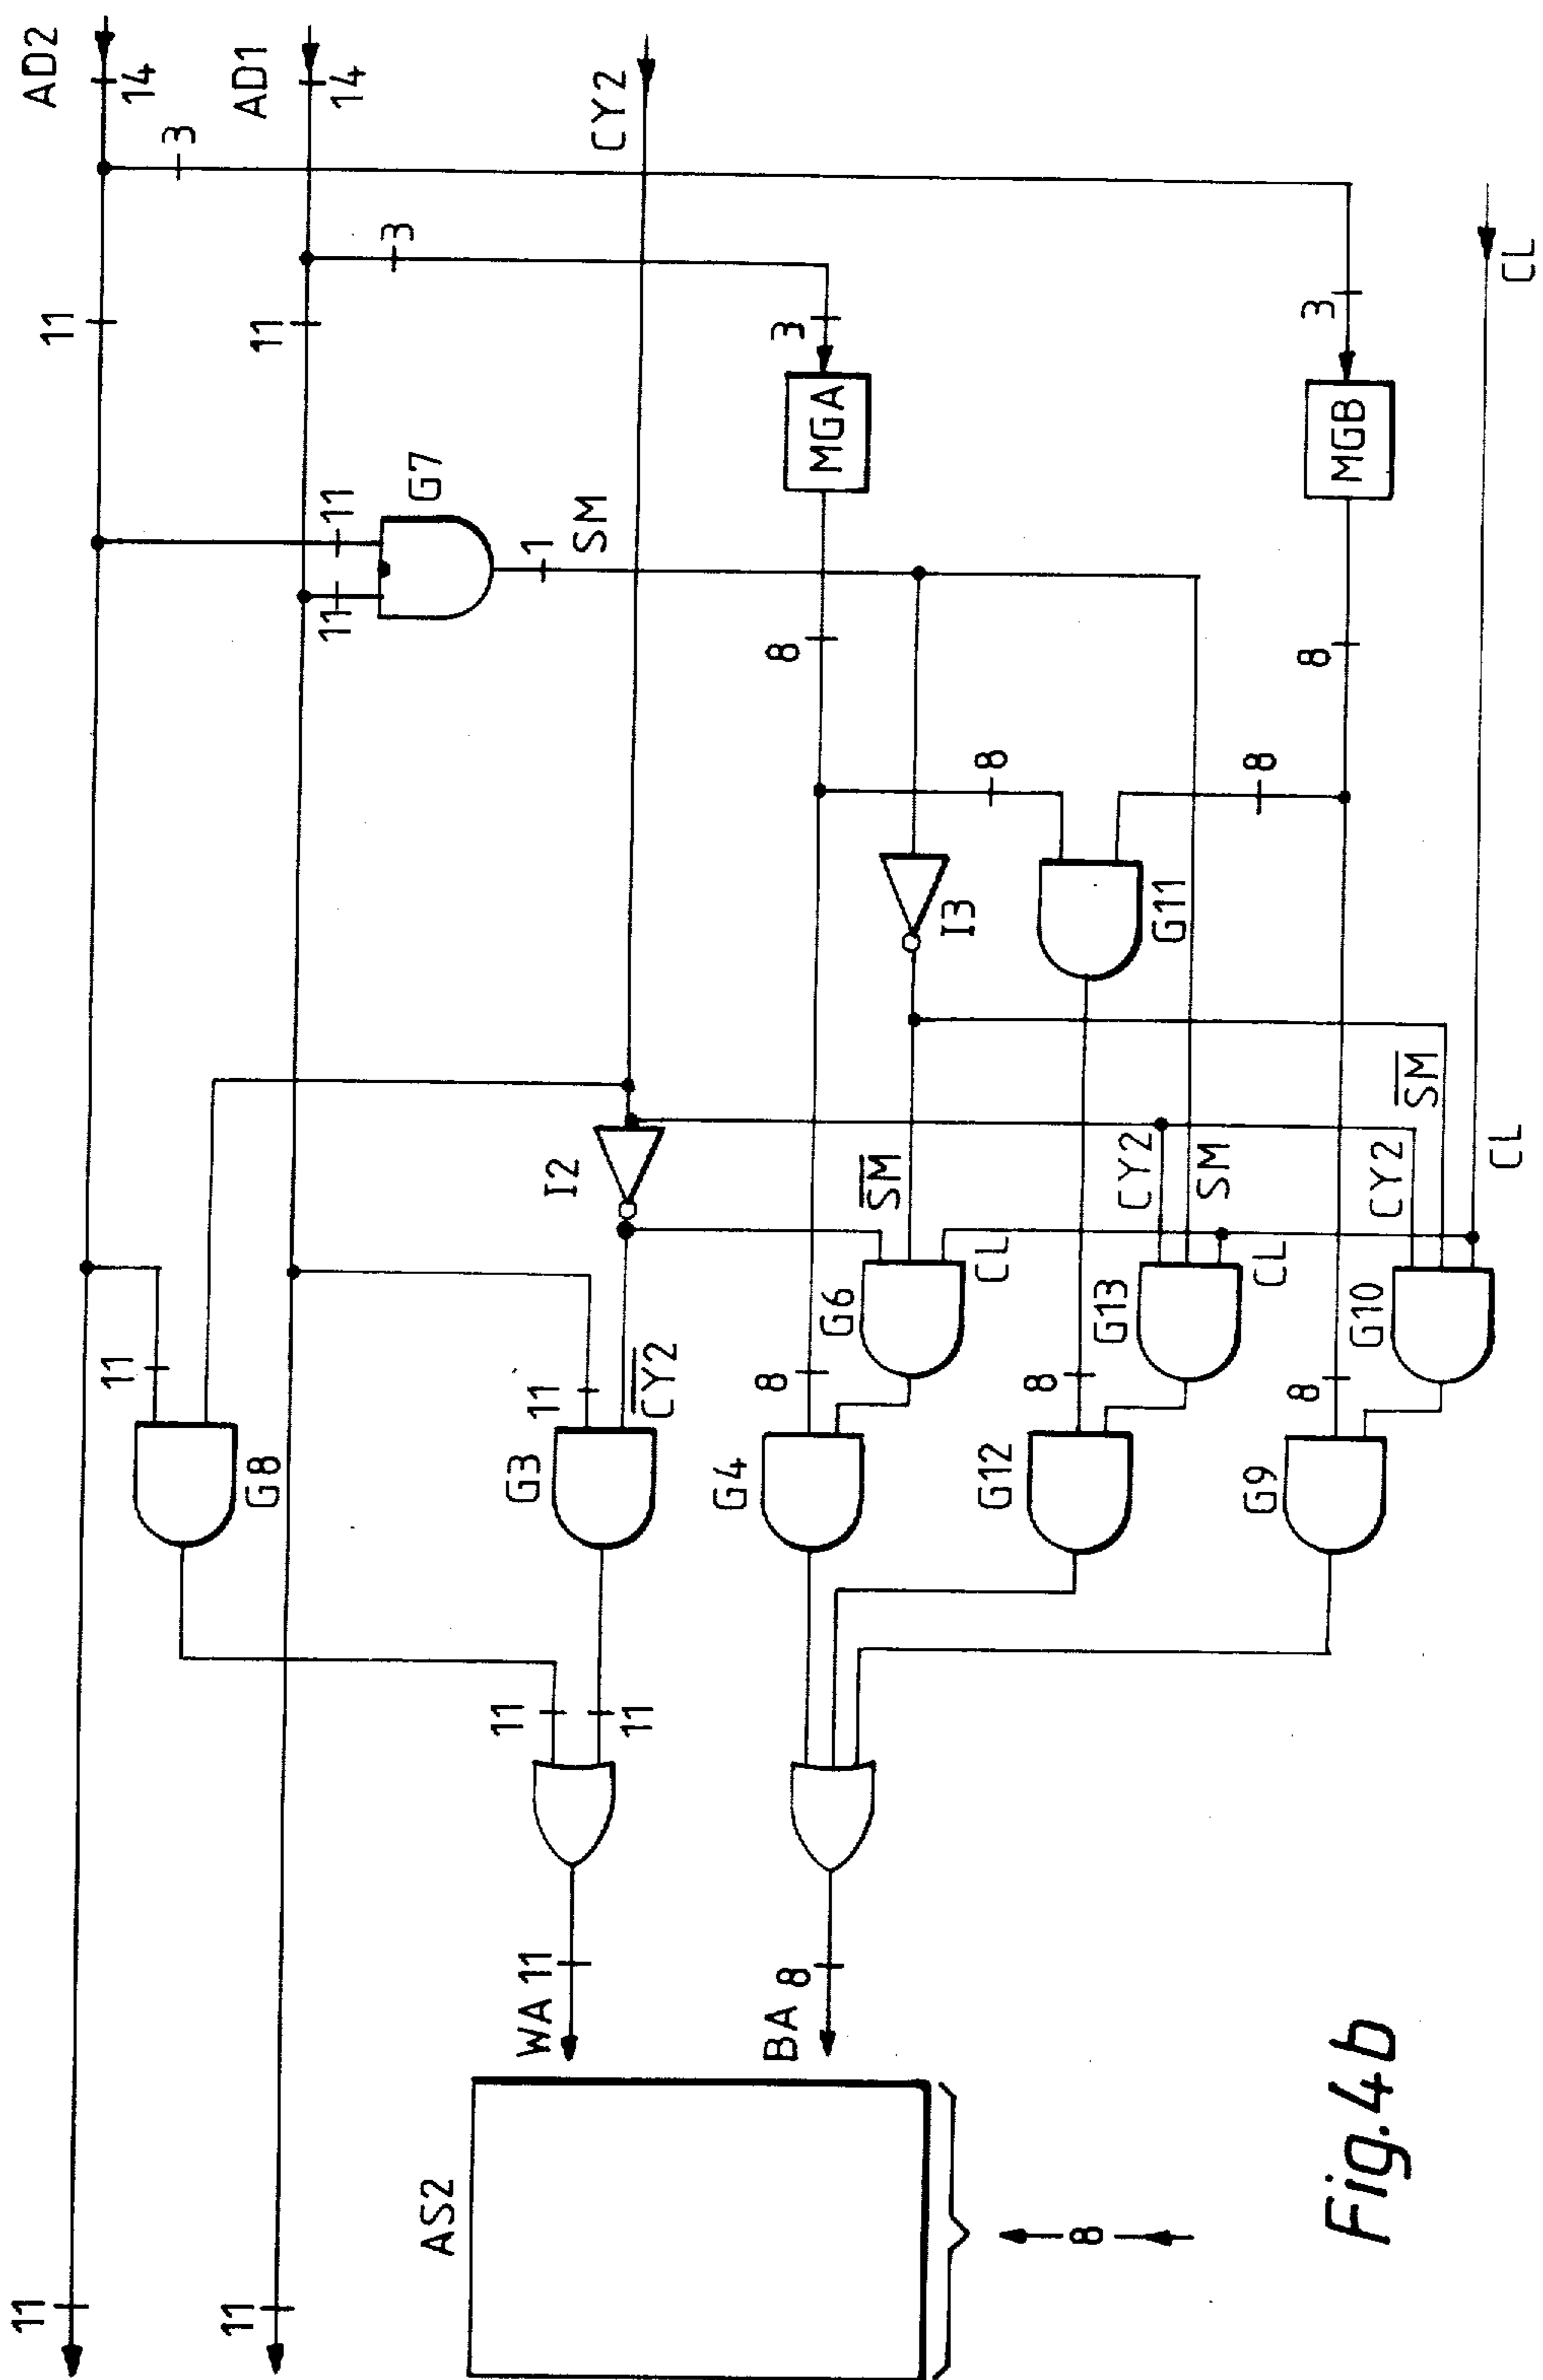 AD2
14
3
11
11
11
AD1
14
3
11
11
11
CY2
G7
1
SM
3
MGA
8
3
MGB
8
8
8
I3
G11
I2
CL
SM
CY2
SM
CY2
SM
CL
CL
CL
G6
G13
G10
11
G8
11
CY2
G3
8
G4
8
G12
8
G9
11
11
WA 11
BA 8
AS2
8
Fig.4b